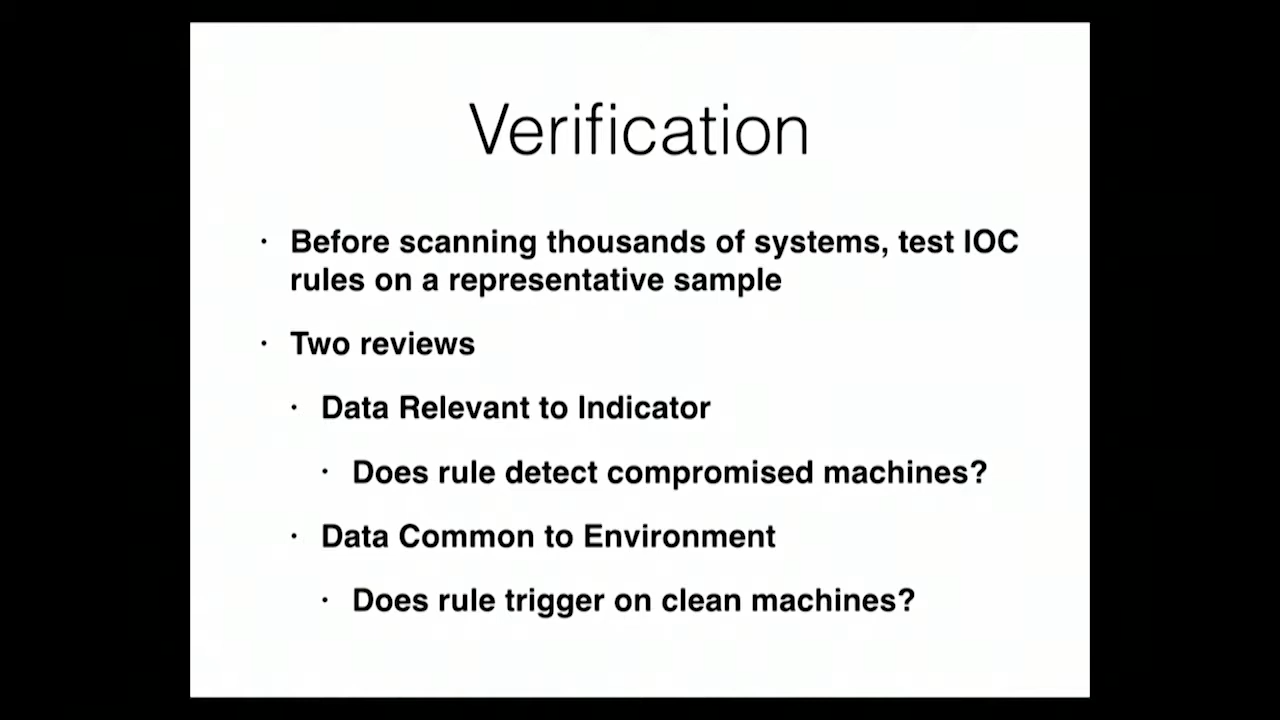 Verification
· Before scanning thousands of systems, test IOC
rules on a representative sample
· Two reviews
· Data Relevant to Indicator
· Does rule detect compromised machines?
· Data Common to Environment
· Does rule trigger on clean machines?